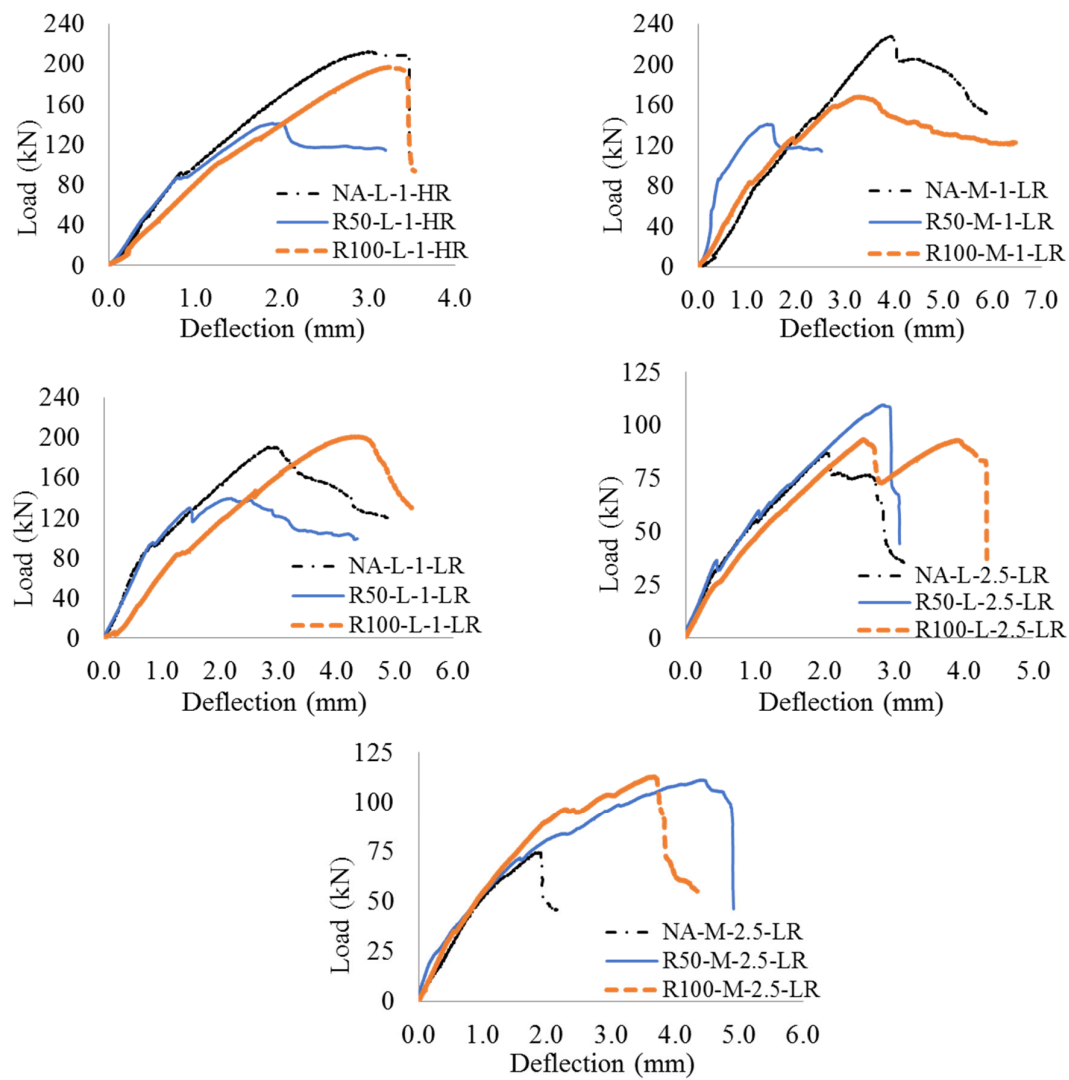 240
200
160
120
80
40
0
Load (kN)
NA-L-1-HR
R50-L-1-HR
R100-L-1-HR
0.0 1.0 2.0 3.0 4.0
Deflection (mm)
240
200
160
120
80
40
0
Load (kN)
NA-M-1-LR
R50-M-1-LR
R100-M-1-LR
0.0 1.0 2.0 3.0 4.0 5.0 6.0 7.0
Deflection (mm)
240
200
160
120
80
40
0
Load (kN)
NA-L-1-LR
R50-L-1-LR
R100-L-1-LR
0.0 1.0 2.0 3.0 4.0 5.0 6.0
Deflection (mm)
125
100
75
50
25
0
Load (kN)
NA-L-2.5-LR
R50-L-2.5-LR
R100-L-2.5-LR
0.0 1.0 2.0 3.0 4.0 5.0
Deflection (mm)
125
100
75
50
25
0
Load (kN)
NA-M-2.5-LR
R50-M-2.5-LR
R100-M-2.5-LR
0.0 1.0 2.0 3.0 4.0 5.0 6.0
Deflection (mm)